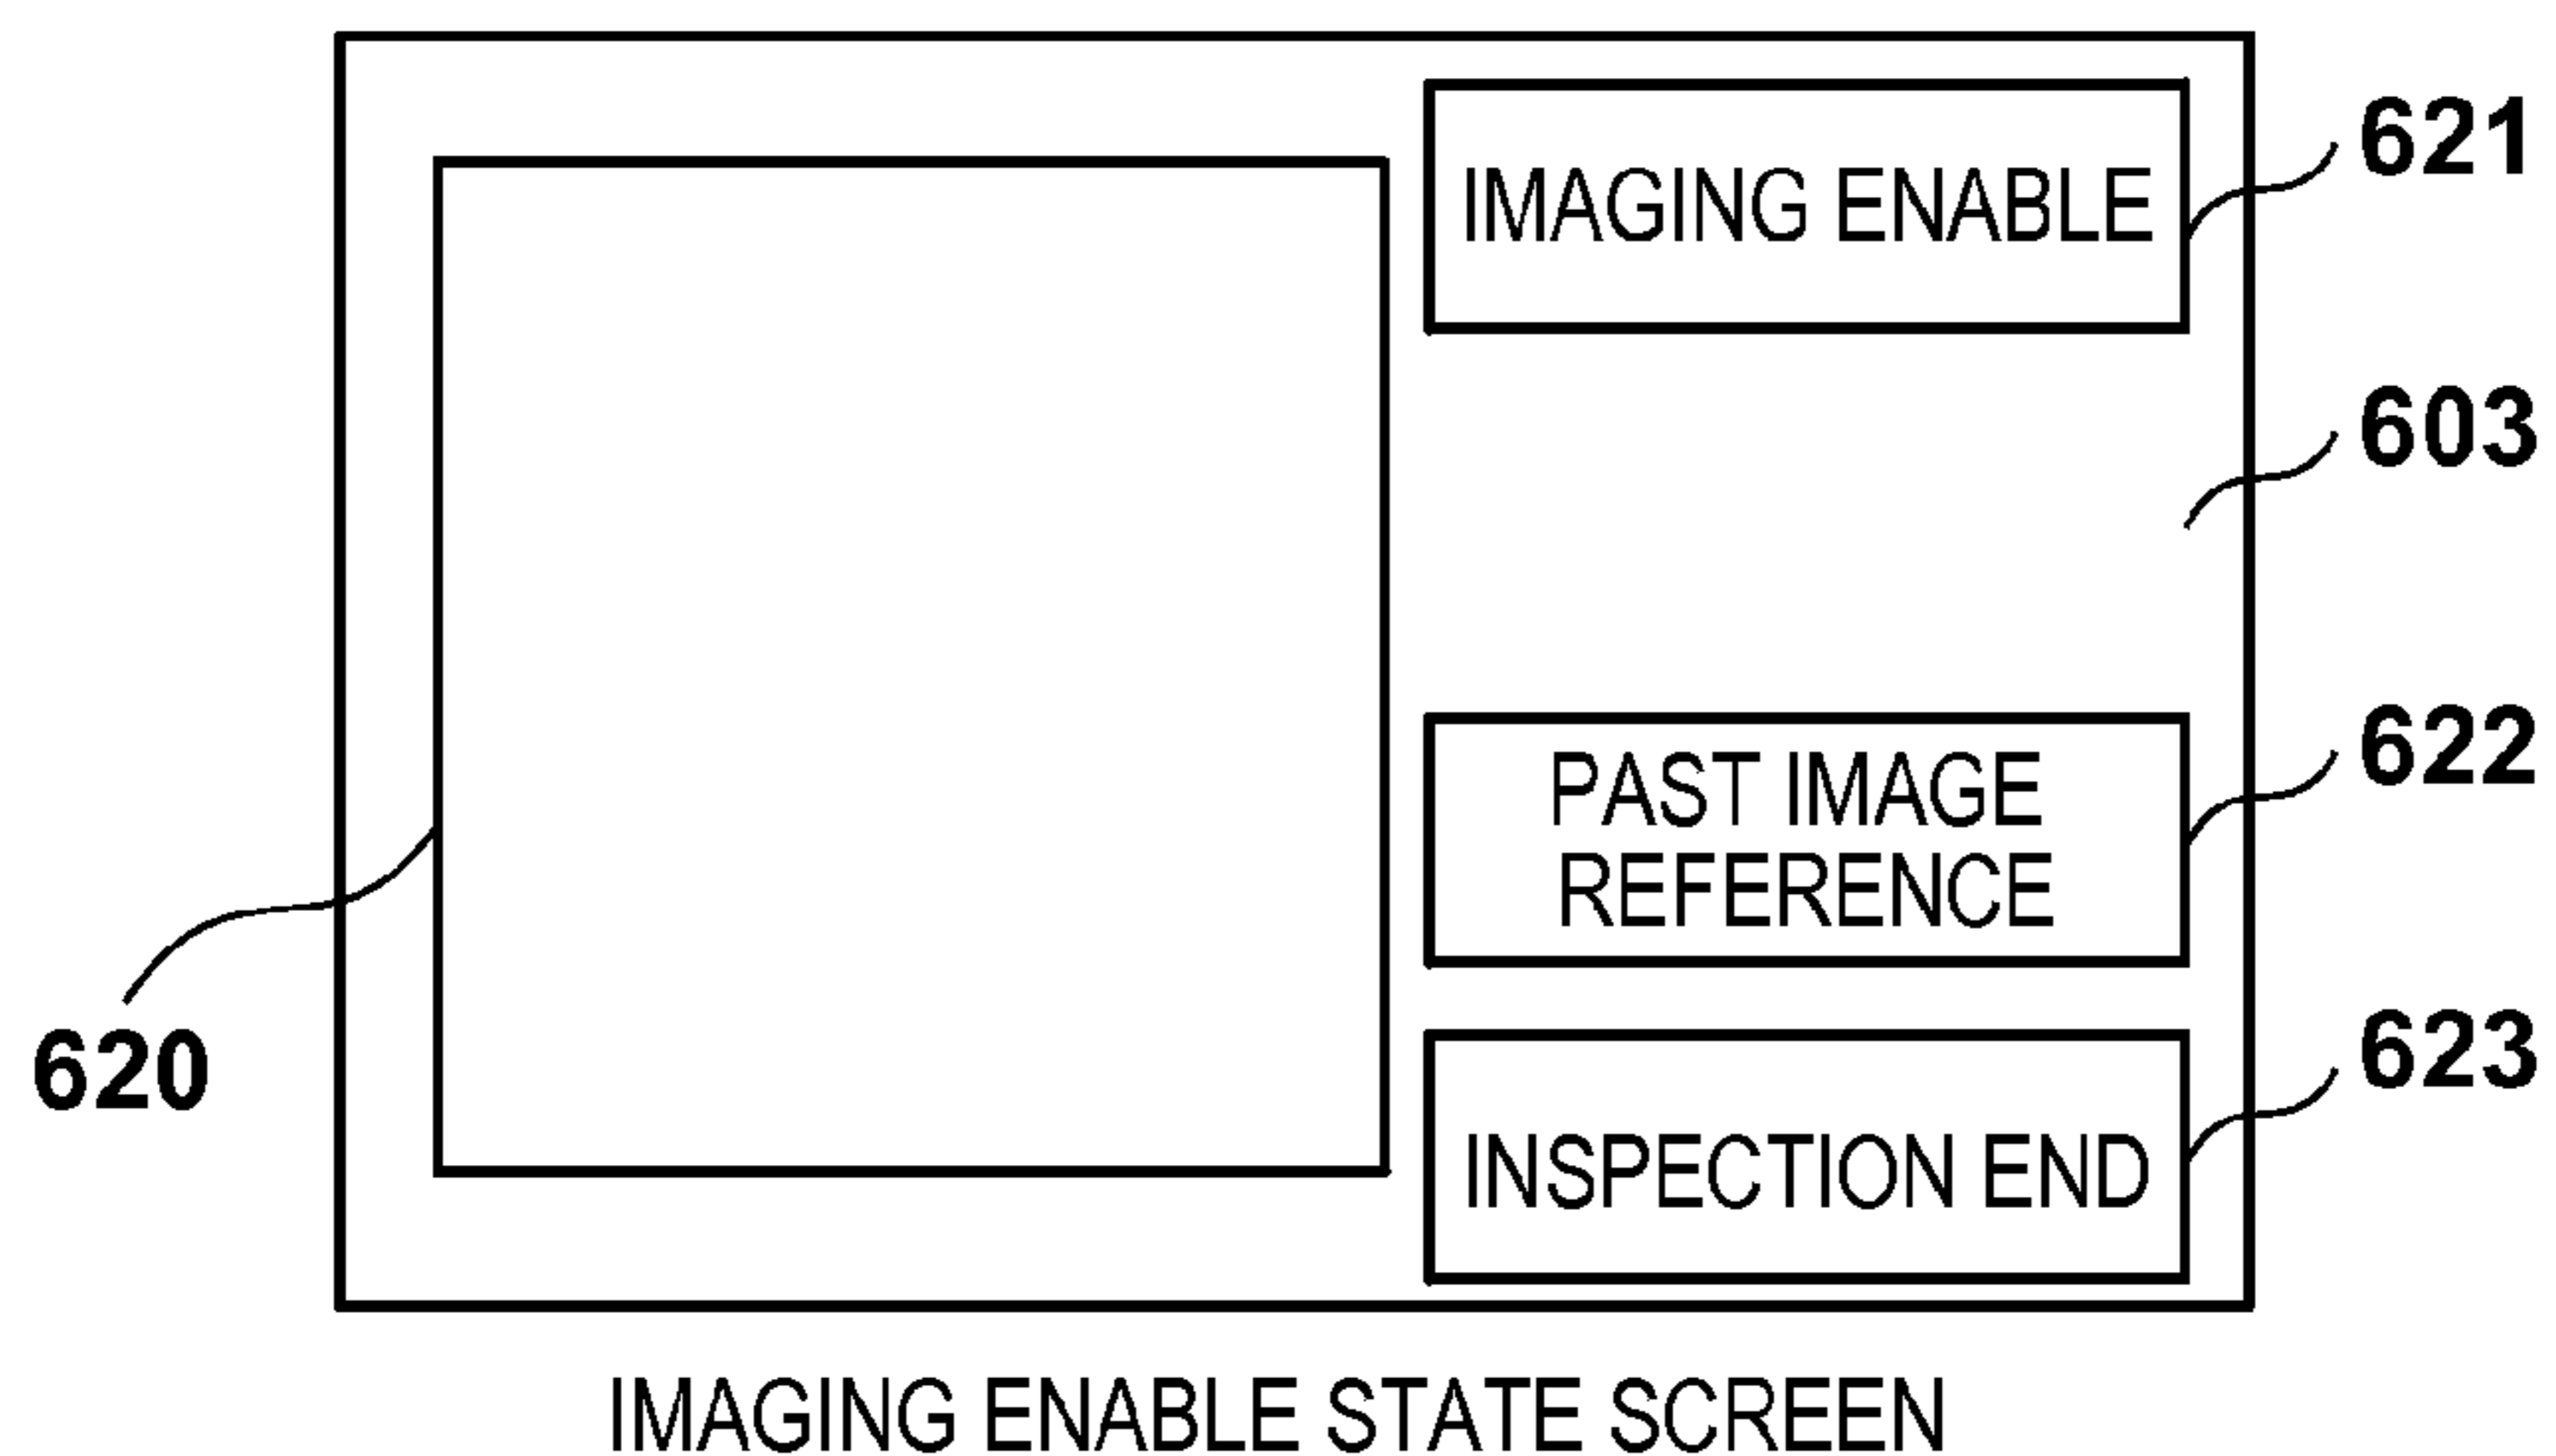 IMAGING ENABLE
621
603
PAST IMAGE
REFERENCE
622
620
INSPECTION END
623
IMAGING ENABLE STATE SCREEN